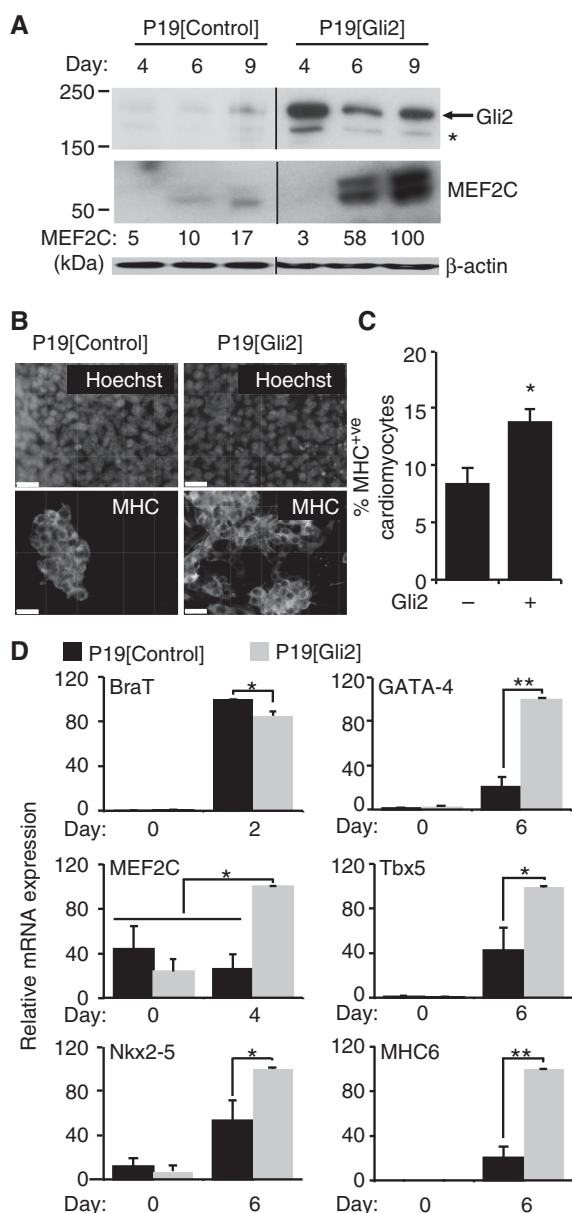 A
P19[Control] P19[Gli2]
Day: 4 6 9 4 6 9
250
Gli2
150
*
MEF2C
50
MEF2C: 5 10 17 3 58 100
(kDa)
β-actin
B
P19[Control] P19[Gli2]
Hoechst Hoechst
MHC MHC
C
% MHC+ve cardiomyocytes
20
15
10
5
0
*
Gli2 – +
D
P19[Control] P19[Gli2]
Relative mRNA expression
BraT
120
80
40
0
*
Day: 0 2
GATA-4
120
80
40
0
**
Day: 0 6
MEF2C
120
80
40
0
*
Day: 0 4
Tbx5
120
80
40
0
*
Day: 0 6
Nkx2-5
120
80
40
0
*
Day: 0 6
MHC6
120
80
40
0
**
Day: 0 6